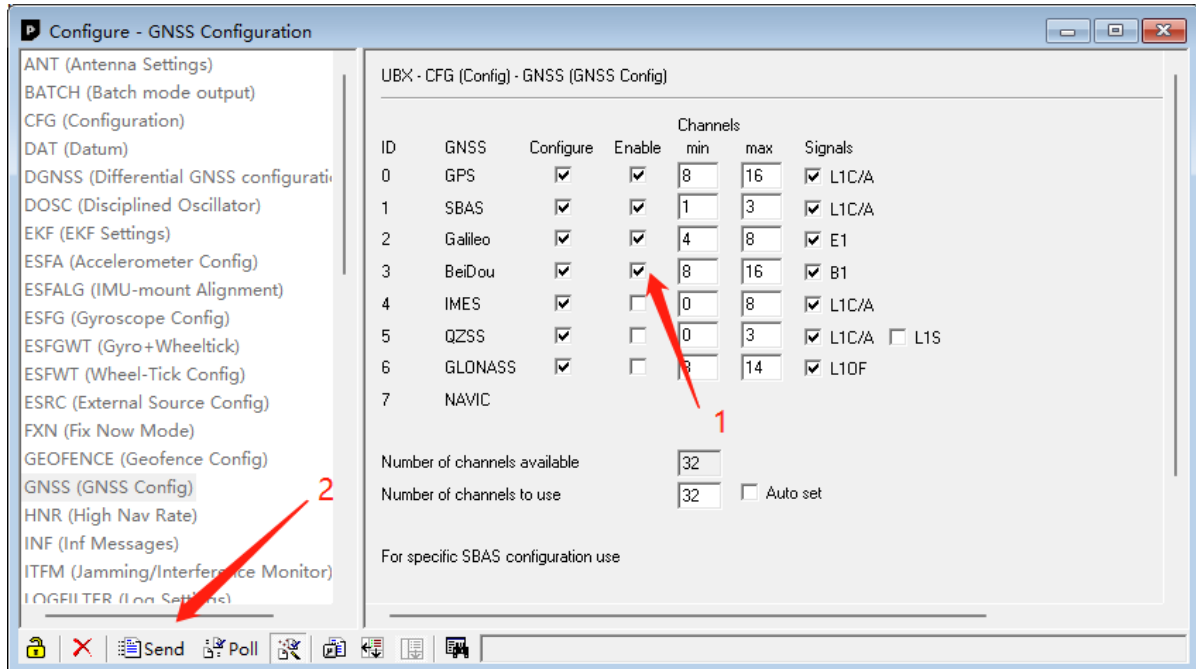 Configure - GNSS Configuration
ANT (Antenna Settings)
BATCH (Batch mode output)
CFG (Configuration)
DAT (Datum)
DGNSS (Differential GNSS configurati
DOSC (Disciplined Oscillator)
EKF (EKF Settings)
ESFA (Accelerometer Config)
ESFALG (IMU-mount Alignment)
ESFG (Gyroscope Config)
ESFGWT (Gyro+Wheeltick)
ESFWT (Wheel-Tick Config)
ESRC (External Source Config)
FXN (Fix Now Mode)
GEOFENCE (Geofence Config)
GNSS (GNSS Config)
HNR (High Nav Rate)
INF (Inf Messages)
ITFM (Jamming/Interference Monitor)
LOGFILTER (Log Settings)
2
UBX - CFG (Config) - GNSS (GNSS Config)
Channels
ID GNSS Configure Enable min max Signals
0 GPS 8 16 L1C/A
1 SBAS 1 3 L1C/A
2 Galileo 4 8 E1
3 BeiDou 8 16 B1
4 IMES 0 8 L1C/A
5 QZSS 0 3 L1C/A L1S
6 GLONASS 8 14 L1OF
7 NAVIC
1
Number of channels available 32
Number of channels to use 32 Auto set
For specific SBAS configuration use
Send Poll